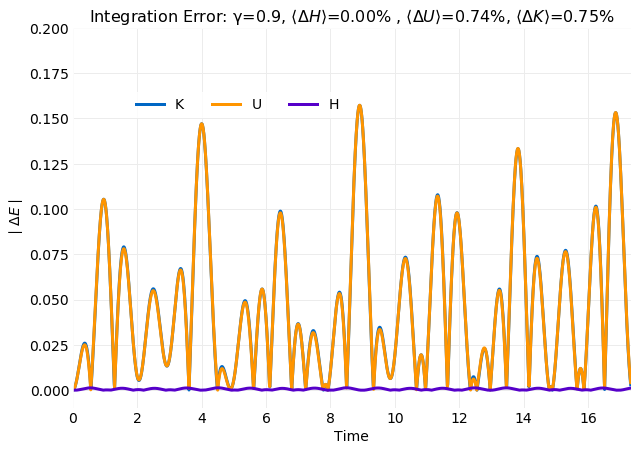 Integration Error: γ=0.9, ⟨ΔH⟩=0.00% , ⟨ΔU⟩=0.74%, ⟨ΔK⟩=0.75%
0.200
0.175
0.150
0.125
K U H
0.100
0.075
0.050
0.025
0.000
| ΔE |
0 2 4 6 8 10 12 14 16
Time